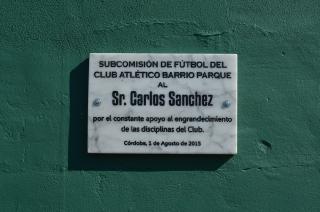 SUBCOMISIÓN DE FÚTBOL DEL
CLUB ATLÉTICO BARRIO PARQUE
AL
Sr. Carlos Sanchez
por el constante apoyo al engrandecimiento
de las disciplinas del Club.
Córdoba, 1 de Agosto de 2015